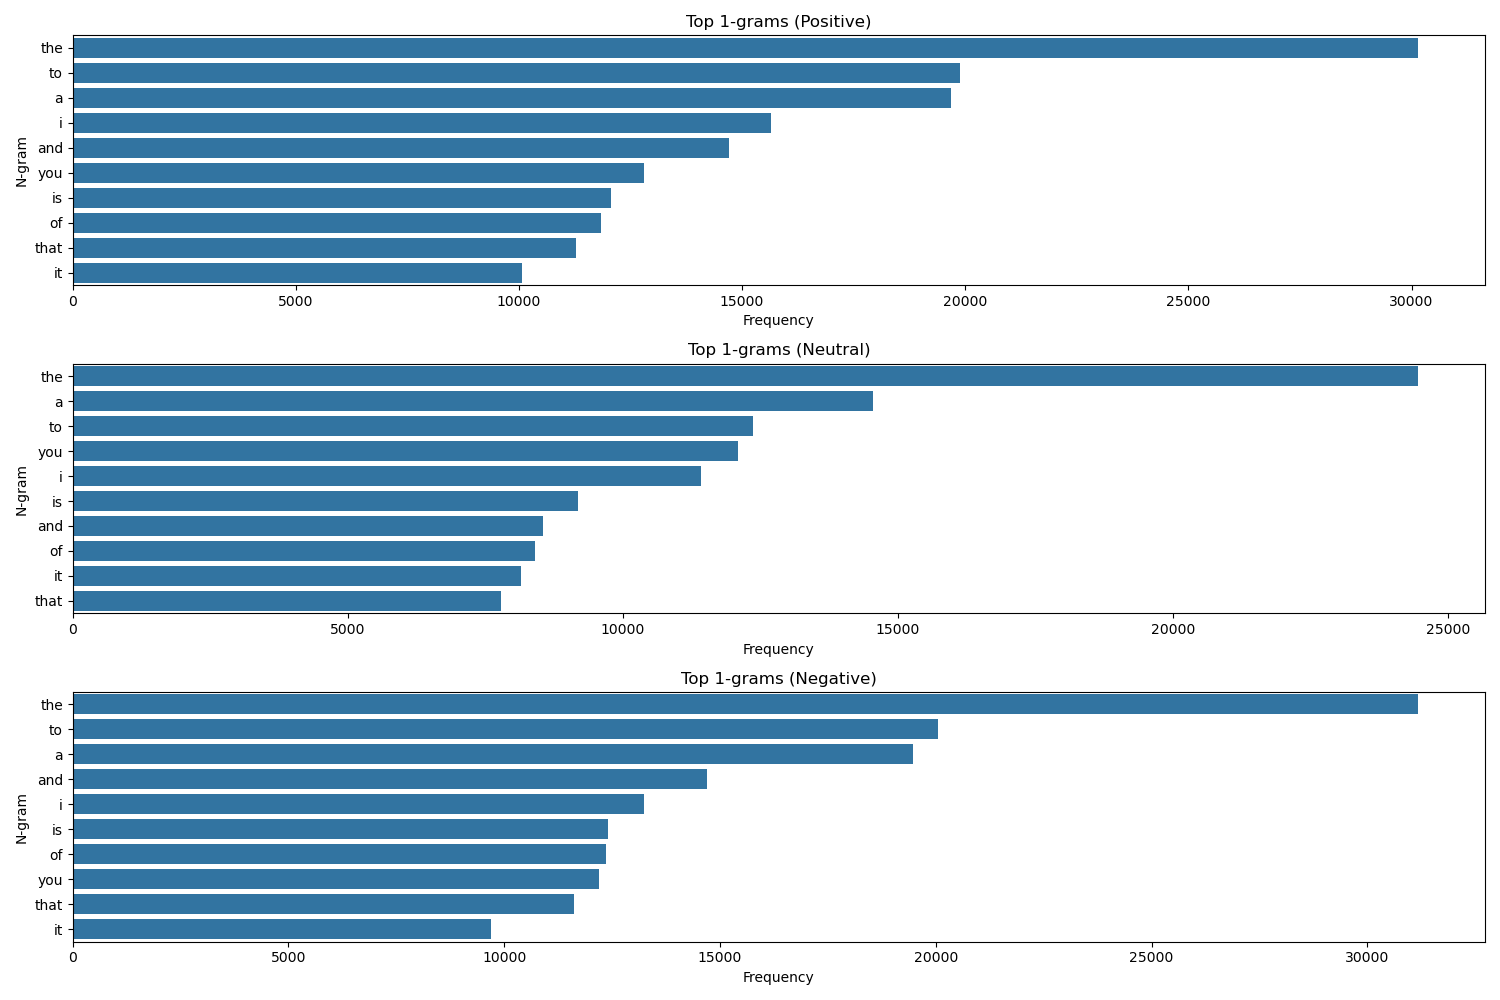 Top 1-grams (Positive)
the
to
a
i
and
you
is
of
that
it
N-gram
0 5000 10000 15000 20000 25000 30000
Frequency
Top 1-grams (Neutral)
the
a
to
you
i
is
and
of
it
that
N-gram
0 5000 10000 15000 20000 25000
Frequency
Top 1-grams (Negative)
the
to
a
and
i
is
of
you
that
it
N-gram
0 5000 10000 15000 20000 25000 30000
Frequency